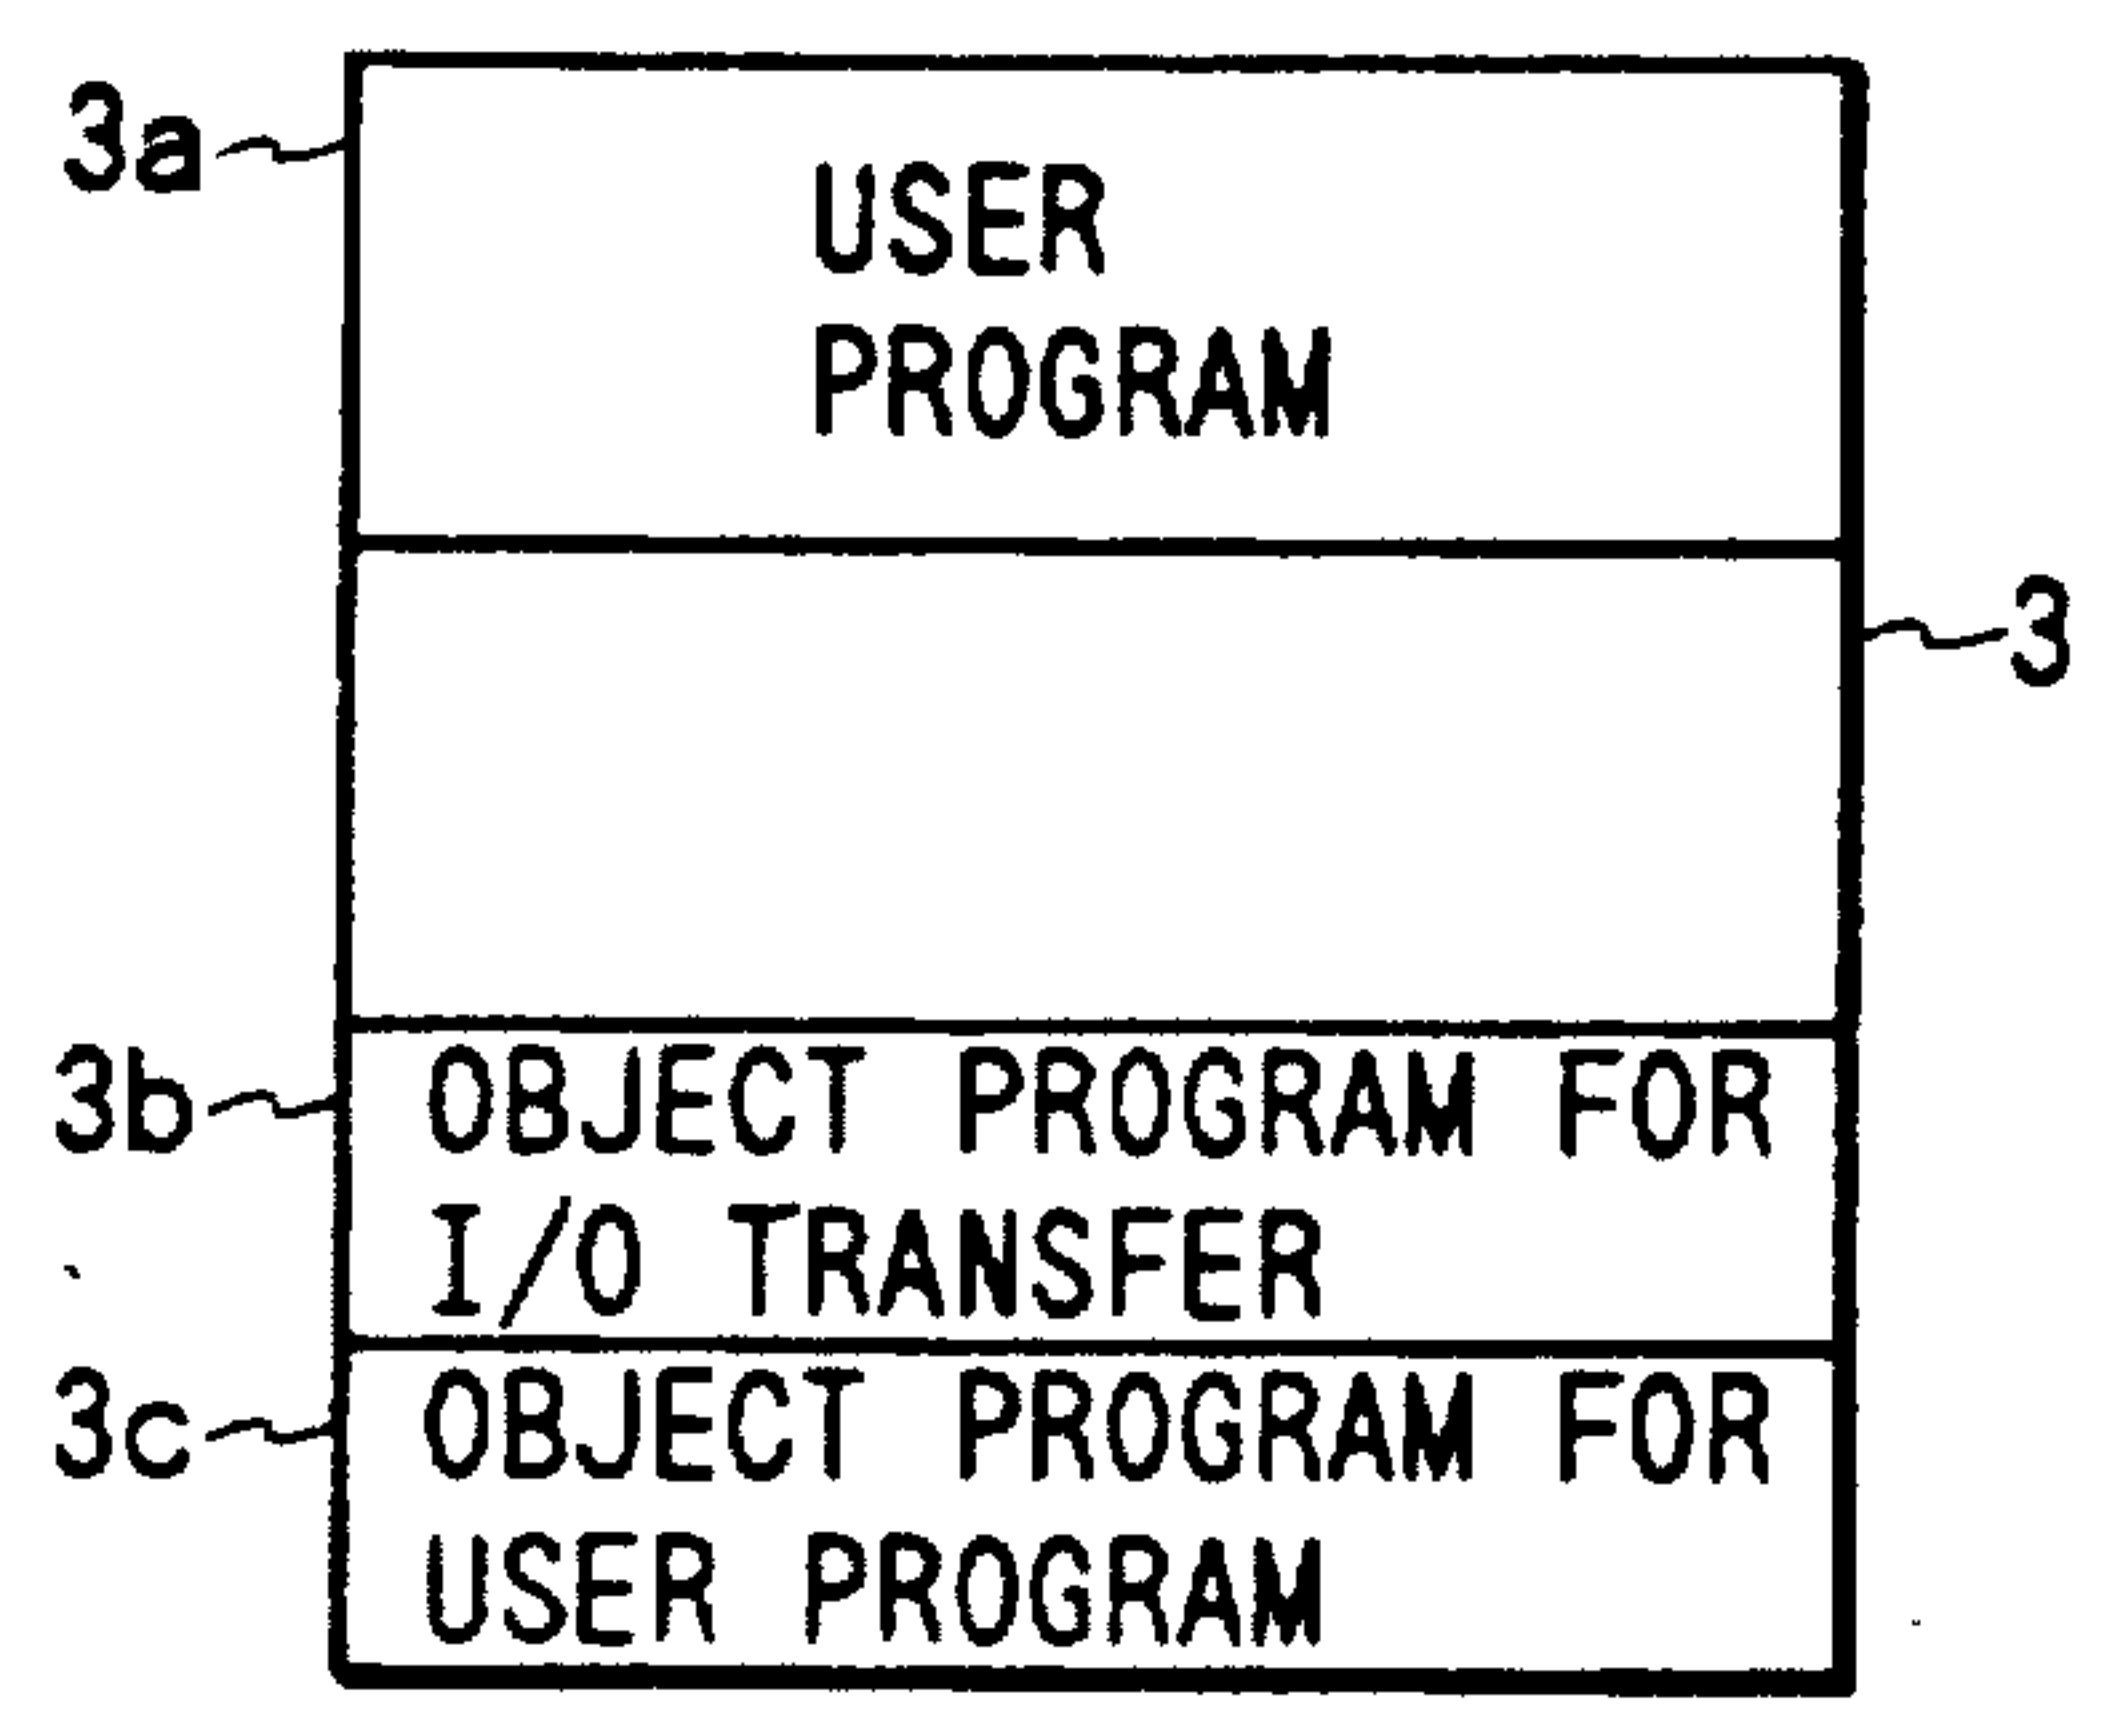 3a
USER
PROGRAM
3
3b
OBJECT PROGRAM FOR
I/O TRANSFER
3c
OBJECT PROGRAM FOR
USER PROGRAM